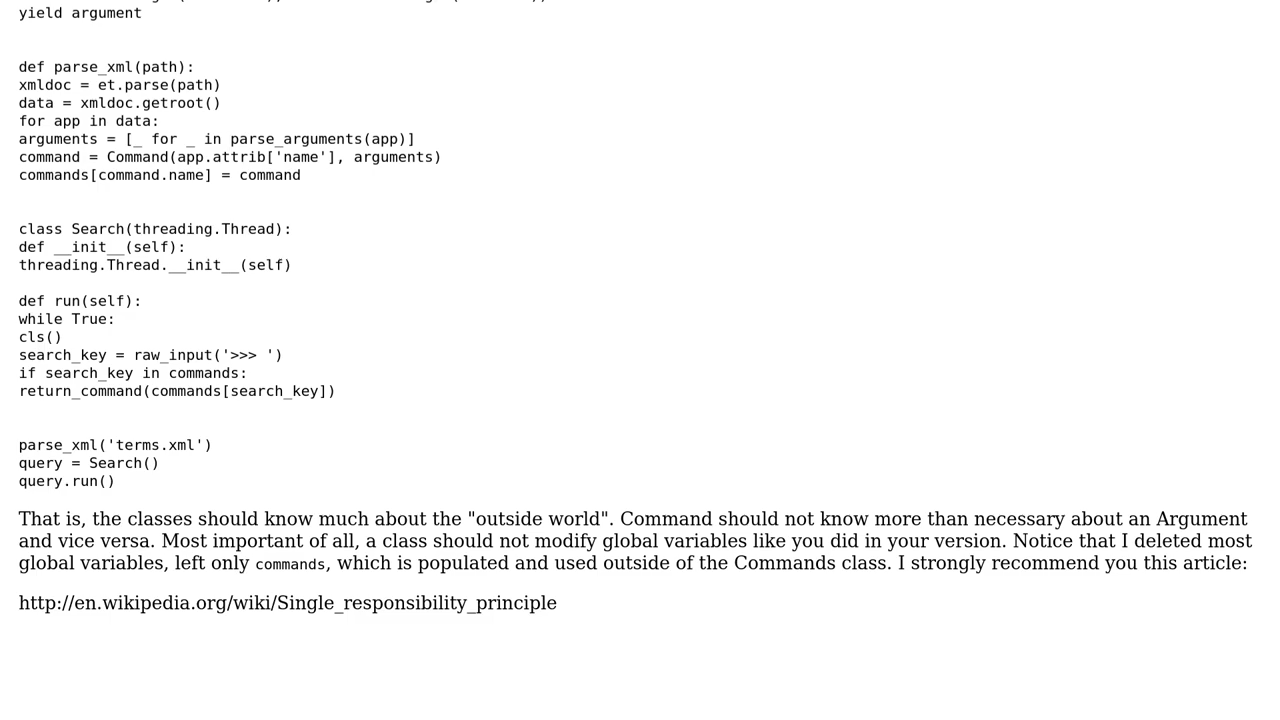 yield argument
def parse_xml(path):
xmldoc = et.parse(path)
data = xmldoc.getroot()
for app in data:
arguments = [_ for _ in parse_arguments(app)]
command = Command(app.attrib['name'], arguments)
commands[command.name] = command
class Search(threading.Thread):
def __init__(self):
threading.Thread.__init__(self)
def run(self):
while True:
cls()
search_key = raw_input('>>> ')
if search_key in commands:
return_command(commands[search_key])
parse_xml('terms.xml')
query = Search()
query.run()
That is, the classes should know much about the "outside world". Command should not know more than necessary about an Argument
and vice versa. Most important of all, a class should not modify global variables like you did in your version. Notice that I deleted most
global variables, left only commands, which is populated and used outside of the Commands class. I strongly recommend you this article:
http://en.wikipedia.org/wiki/Single_responsibility_principle